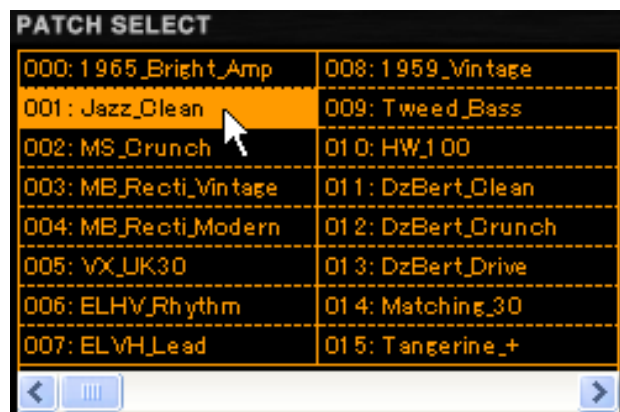 PATCH SELECT
000: 1965_Bright_Amp
001: Jazz_Clean
002: MS_Crunch
003: MB_Recti_Vintage
004: MB_Recti_Modern
005: VX_UK30
006: ELHV_Rhythm
007: ELVH_Lead
008: 1959_Vintage
009: Tweed_Bass
010: HW_100
011: DzBert_Clean
012: DzBert_Crunch
013: DzBert_Drive
014: Matching_30
015: Tangerine_+